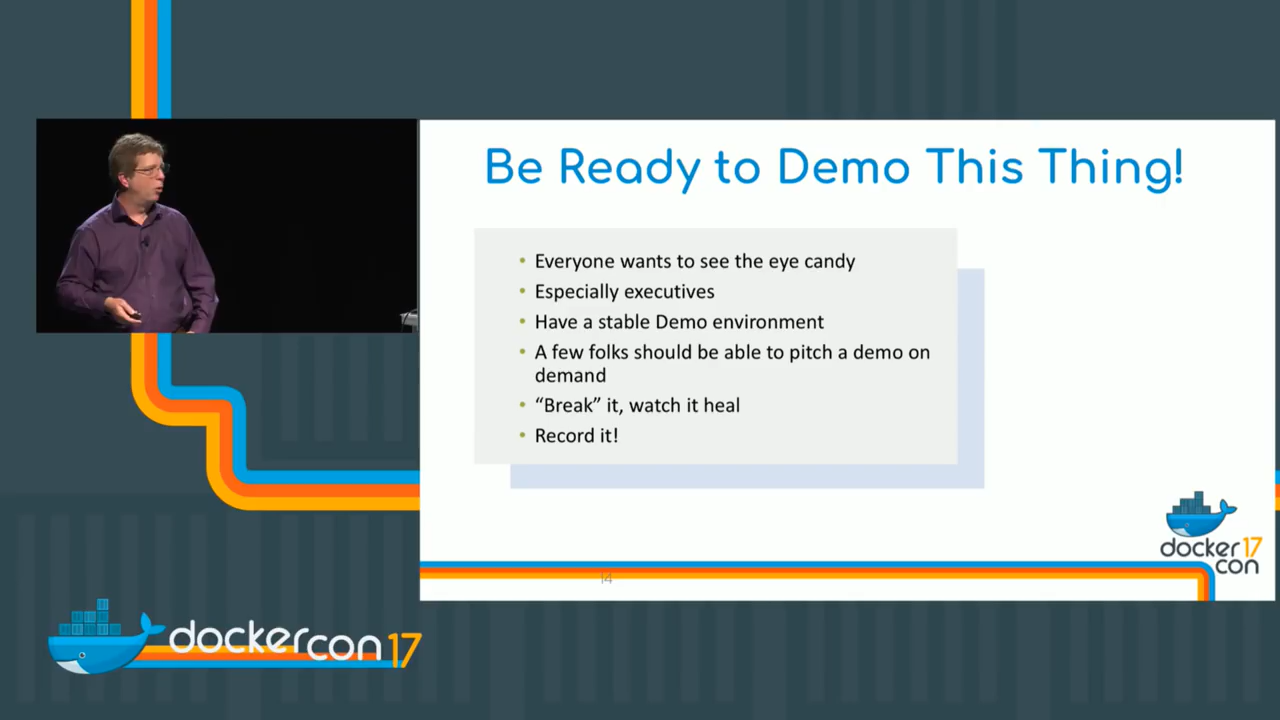 Be Ready to Demo This Thing!
• Everyone wants to see the eye candy
• Especially executives
• Have a stable Demo environment
• A few folks should be able to pitch a demo on
demand
• “Break” it, watch it heal
• Record it!
docker 17
con
14
dockercon 17